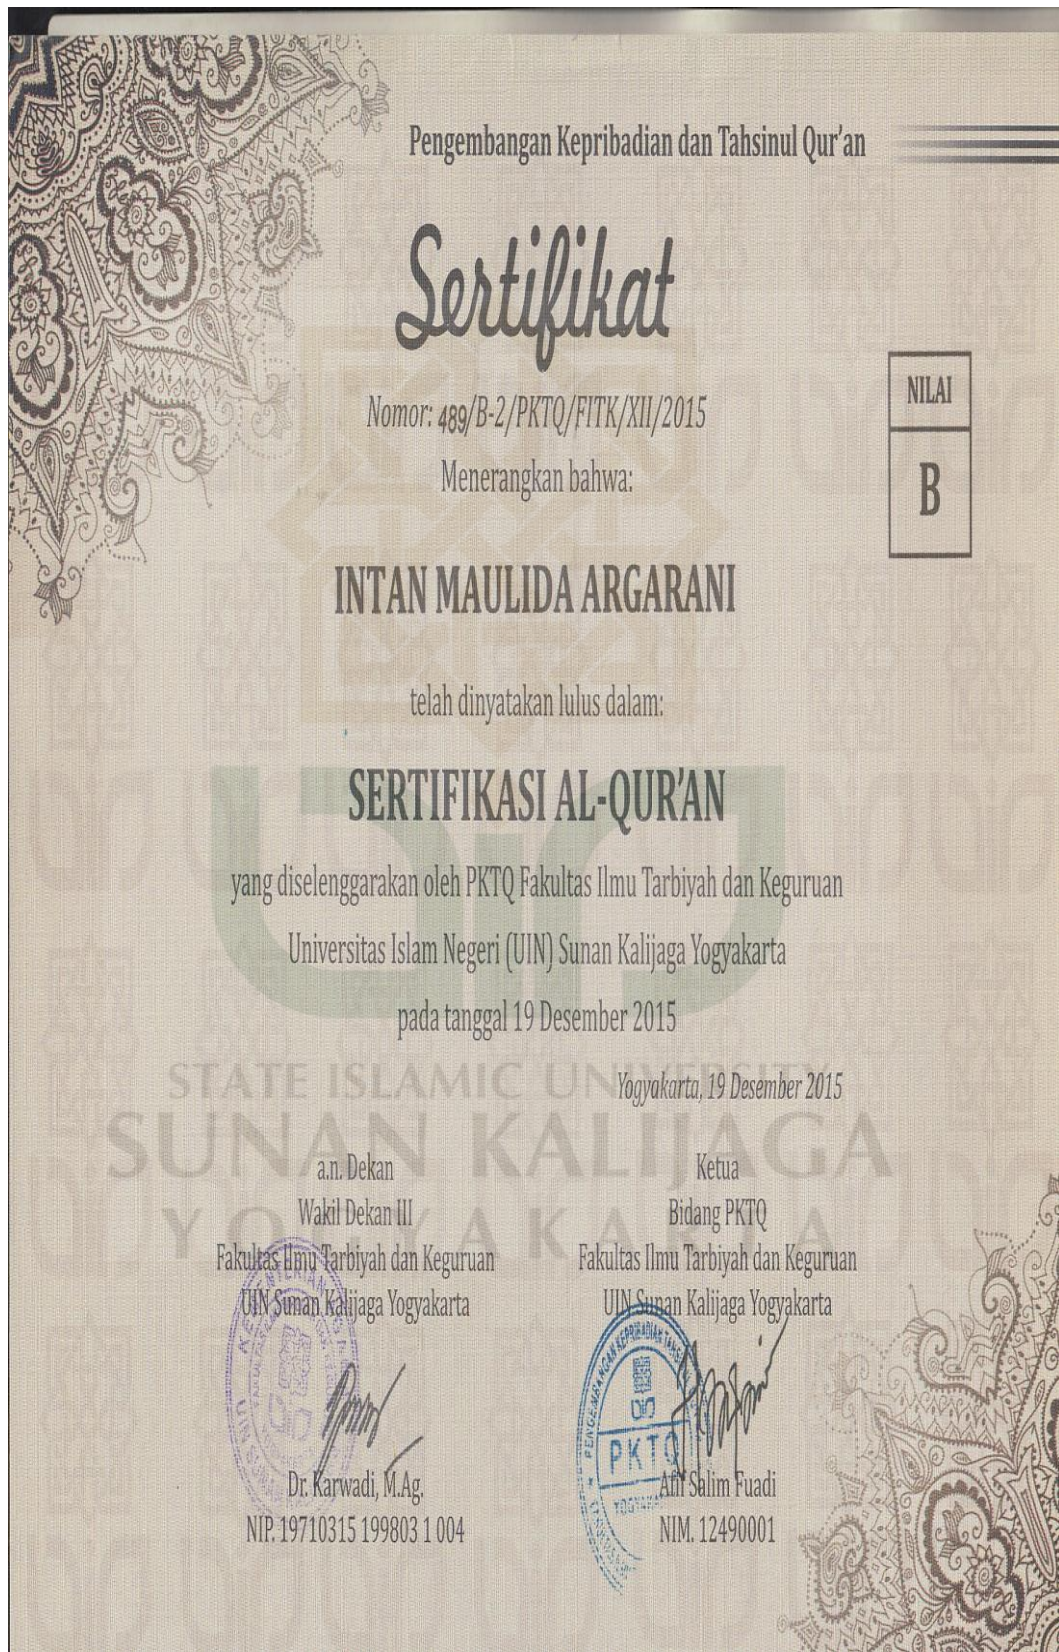 Pengembangan Kepribadian dan Tahsinul Qur'an
Sertifikat
Nomor: 489/B-2/PKTQ/FITK/XII/2015
NILAI
B
Menerangkan bahwa:
INTAN MAULIDA ARGARANI
telah dinyatakan lulus dalam:
SERTIFIKASI AL-QUR'AN
yang diselenggarakan oleh PKTQ Fakultas Ilmu Tarbiyah dan Keguruan
Universitas Islam Negeri (UIN) Sunan Kalijaga Yogyakarta
pada tanggal 19 Desember 2015
STATE ISLAMIC UNIVERSITY
SUNAN KALIJAGA
YOGYAKARTA
Yogyakarta, 19 Desember 2015
a.n. Dekan
Wakil Dekan III
Fakultas Ilmu Tarbiyah dan Keguruan
UIN Sunan Kalijaga Yogyakarta
Dr. Karwadi, M.Ag.
NIP. 19710315 199803 1 004
Ketua
Bidang PKTQ
Fakultas Ilmu Tarbiyah dan Keguruan
UIN Sunan Kalijaga Yogyakarta
PENGEMBANGAN KEPRIBADIAN
PKTQ
Salim Fuadi
NIM. 12490001